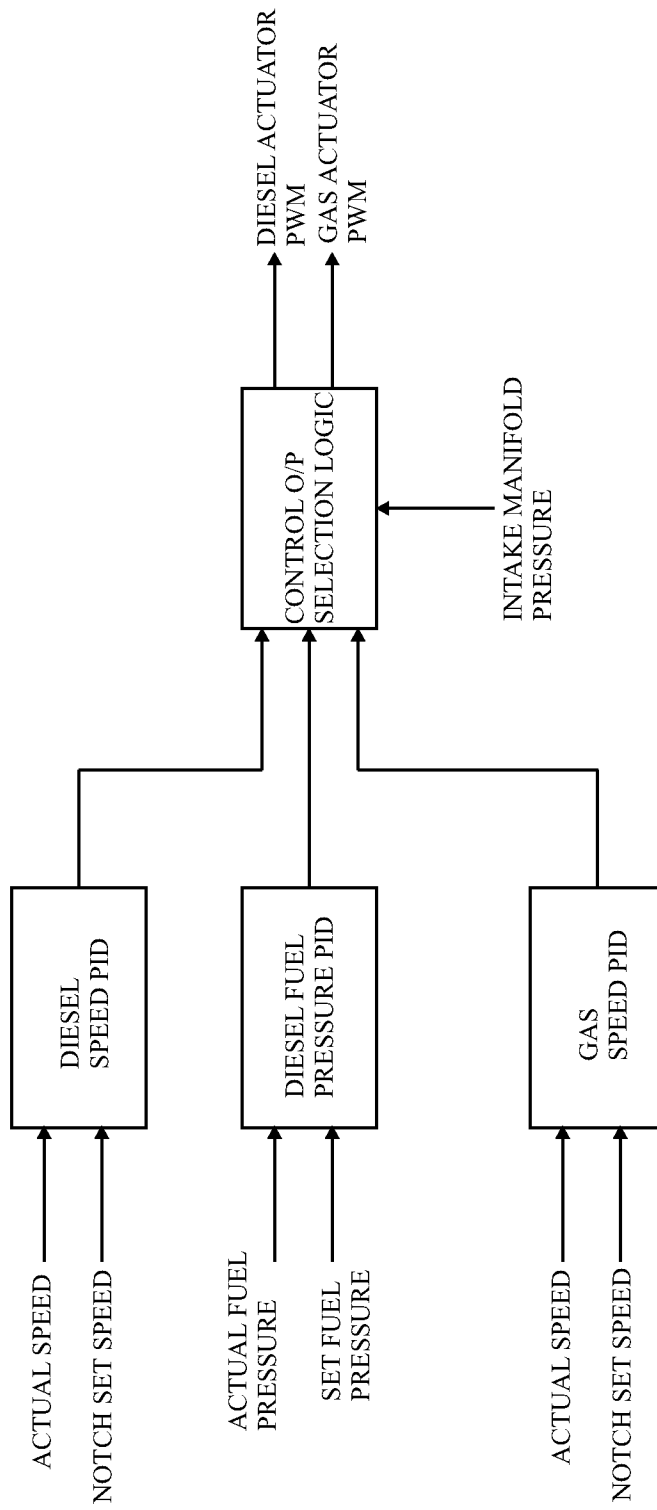 ACTUAL SPEED
NOTCH SET SPEED
DIESEL
SPEED PID
ACTUAL FUEL
PRESSURE
SET FUEL
PRESSURE
DIESEL FUEL
PRESSURE PID
ACTUAL SPEED
NOTCH SET SPEED
GAS
SPEED PID
CONTROL O/P
SELECTION LOGIC
INTAKE MANIFOLD
PRESSURE
DIESEL ACTUATOR
PWM
GAS ACTUATOR
PWM